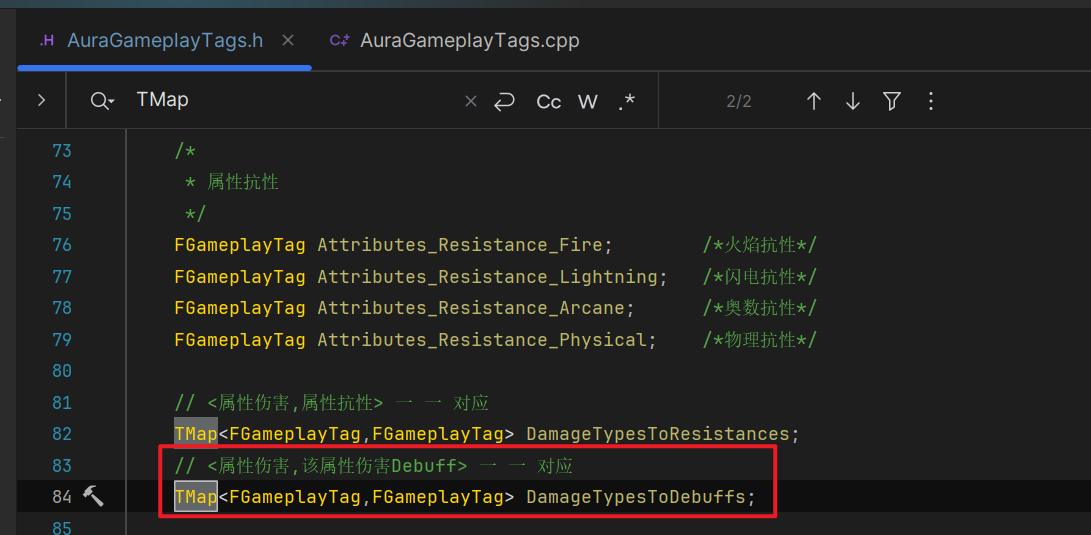 .H AuraGameplayTags.h × C++ AuraGameplayTags.cpp
TMap × Cc W .* 2/2
73 /*
74 * 属性抗性
75 */
76 FGameplayTag Attributes_Resistance_Fire; /*火焰抗性*/
77 FGameplayTag Attributes_Resistance_Lightning; /*闪电抗性*/
78 FGameplayTag Attributes_Resistance_Arcane; /*奥数抗性*/
79 FGameplayTag Attributes_Resistance_Physical; /*物理抗性*/
80
81 // <属性伤害,属性抗性> 一 一 对应
82 TMap<FGameplayTag,FGameplayTag> DamageTypesToResistances;
83 // <属性伤害,该属性伤害Debuff> 一 一 对应
84 TMap<FGameplayTag,FGameplayTag> DamageTypesToDebuffs;
85